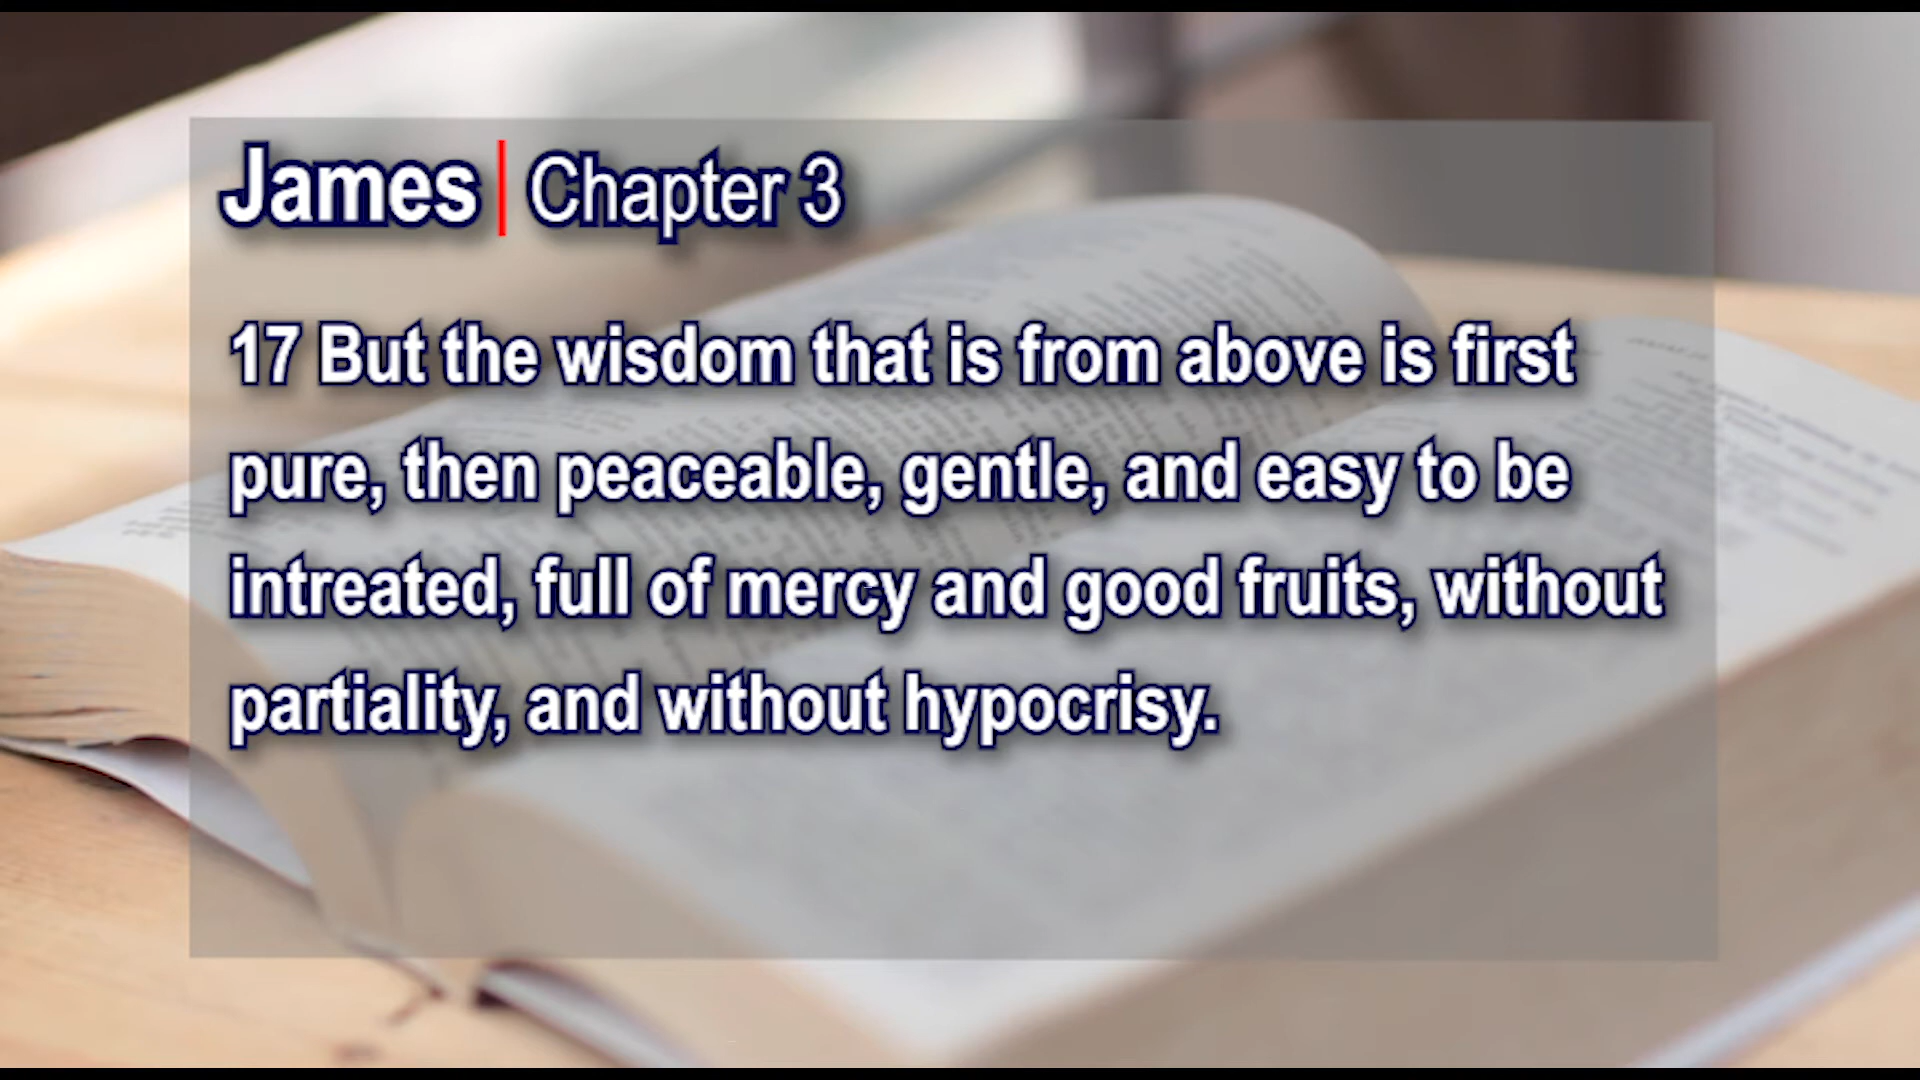 James | Chapter 3
17 But the wisdom that is from above is first
pure, then peaceable, gentle, and easy to be
intreated, full of mercy and good fruits, without
partiality, and without hypocrisy.